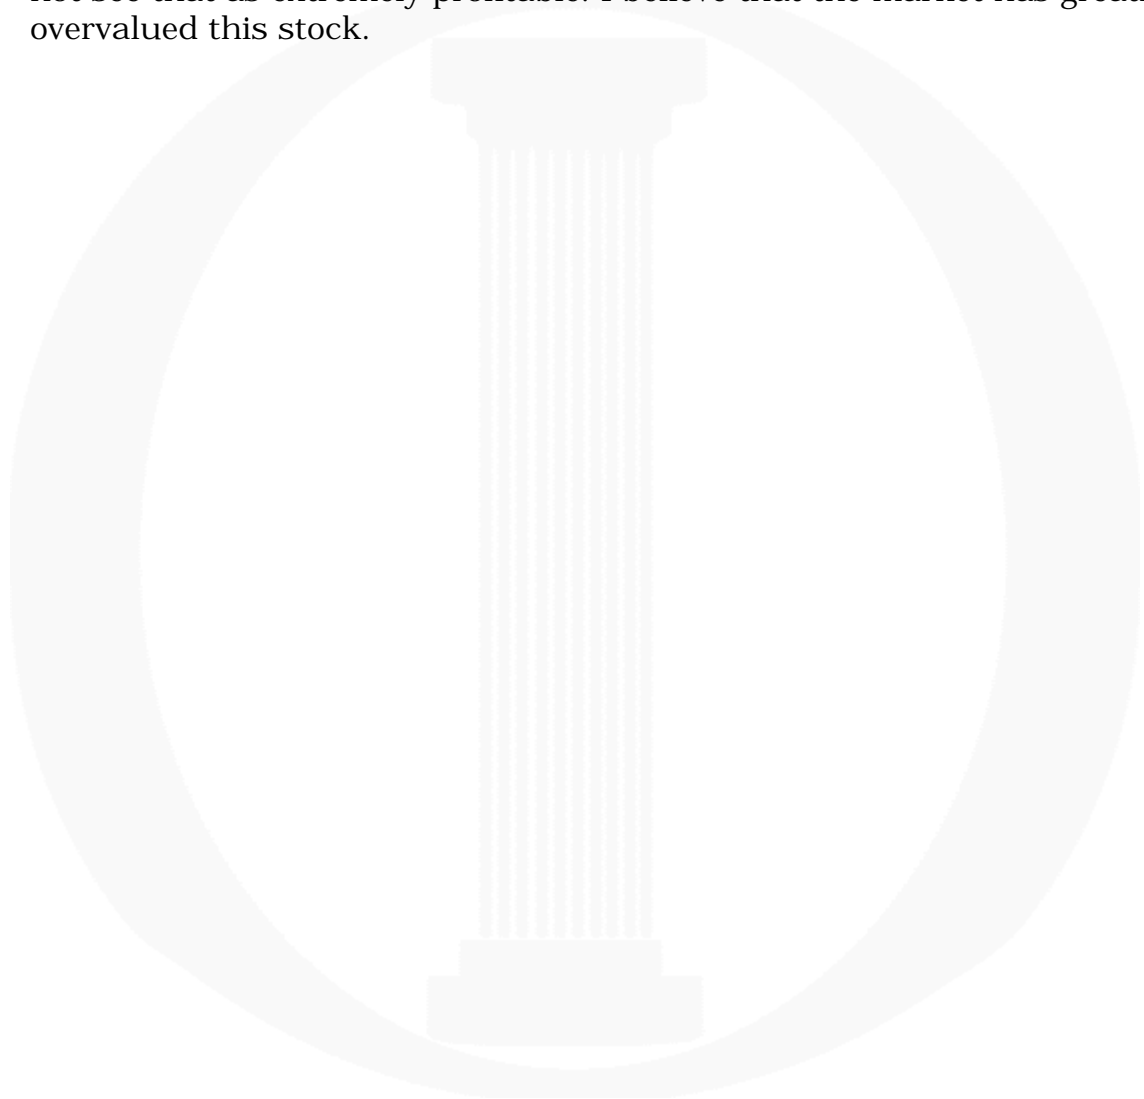 not see that as extremely profitable. I believe that the market has
overvalued this stock.